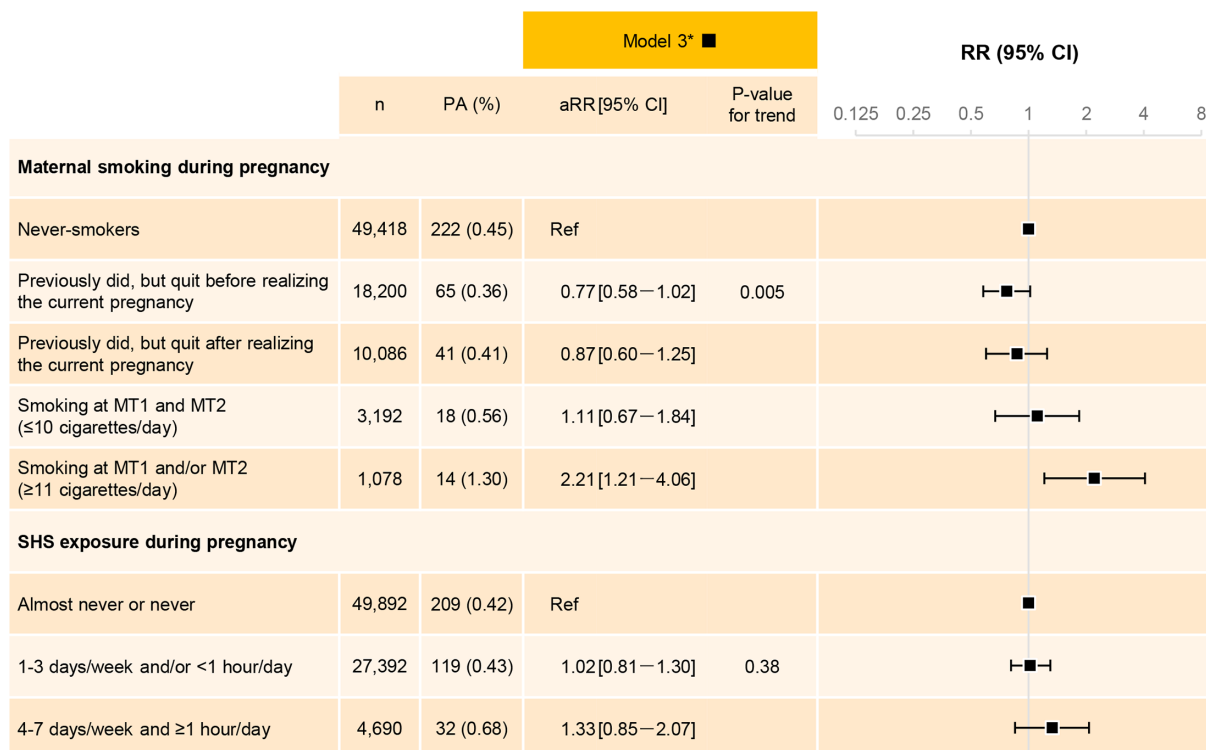 Model 3* ■
RR (95% CI)
n PA (%) aRR[95% CI] P-value for trend
0.125 0.25 0.5 1 2 4 8
Maternal smoking during pregnancy
Never-smokers 49,418 222 (0.45) Ref
Previously did, but quit before realizing
the current pregnancy 18,200 65 (0.36) 0.77[0.58—1.02] 0.005
Previously did, but quit after realizing
the current pregnancy 10,086 41 (0.41) 0.87[0.60—1.25]
Smoking at MT1 and MT2
(≤10 cigarettes/day) 3,192 18 (0.56) 1.11[0.67—1.84]
Smoking at MT1 and/or MT2
(≥11 cigarettes/day) 1,078 14 (1.30) 2.21[1.21—4.06]
SHS exposure during pregnancy
Almost never or never 49,892 209 (0.42) Ref
1-3 days/week and/or <1 hour/day 27,392 119 (0.43) 1.02[0.81—1.30] 0.38
4-7 days/week and ≥1 hour/day 4,690 32 (0.68) 1.33[0.85—2.07]